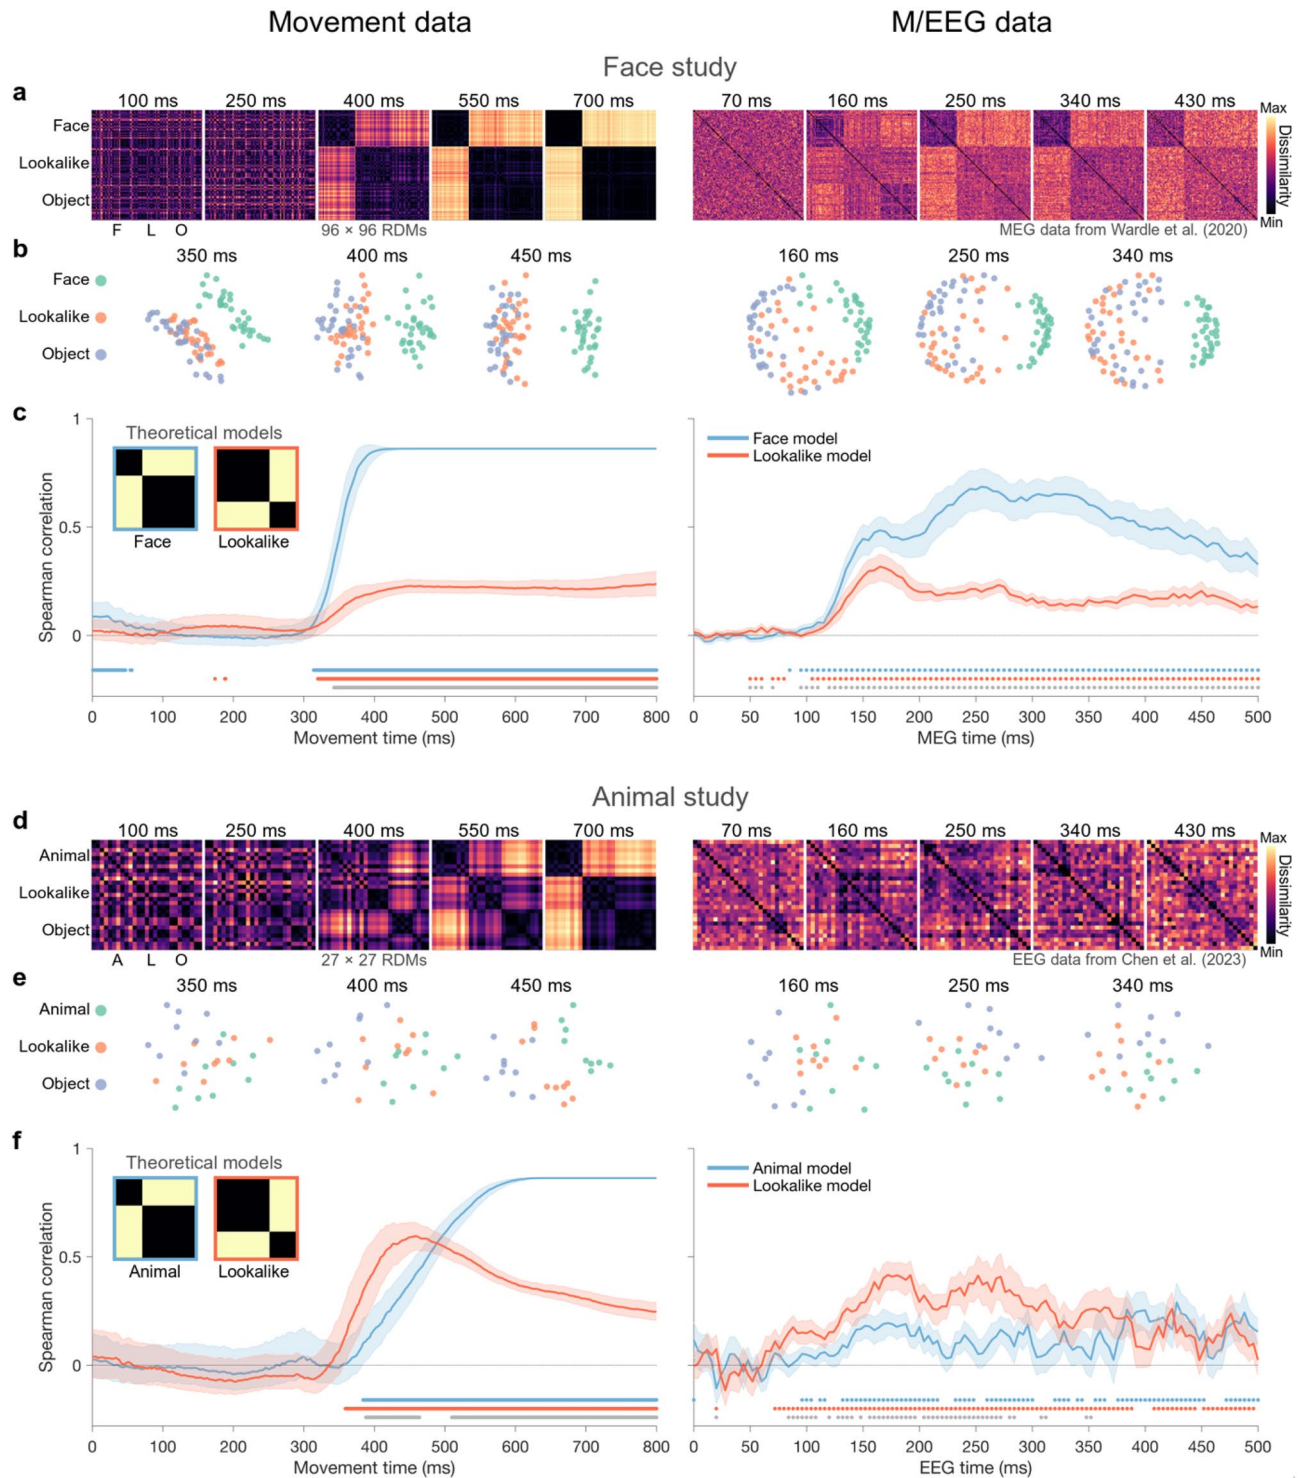 Movement data
M/EEG data
Face study
a
100 ms 250 ms 400 ms 550 ms 700 ms
70 ms 160 ms 250 ms 340 ms 430 ms
Face
Lookalike
Object
F L O
96 × 96 RDMs
MEG data from Wardle et al. (2020)
Max
Dissimilarity
Min
b
350 ms 400 ms 450 ms
160 ms 250 ms 340 ms
Face
Lookalike
Object
c
Spearman correlation
1
0.5
0
Theoretical models
Face Lookalike
0 100 200 300 400 500 600 700 800
Movement time (ms)
Face model
Lookalike model
0 50 100 150 200 250 300 350 400 450 500
MEG time (ms)
Animal study
d
100 ms 250 ms 400 ms 550 ms 700 ms
70 ms 160 ms 250 ms 340 ms 430 ms
Animal
Lookalike
Object
A L O
27 × 27 RDMs
EEG data from Chen et al. (2023)
Max
Dissimilarity
Min
e
350 ms 400 ms 450 ms
160 ms 250 ms 340 ms
Animal
Lookalike
Object
f
Spearman correlation
1
0.5
0
Theoretical models
Animal Lookalike
0 100 200 300 400 500 600 700 800
Movement time (ms)
Animal model
Lookalike model
0 50 100 150 200 250 300 350 400 450 500
EEG time (ms)